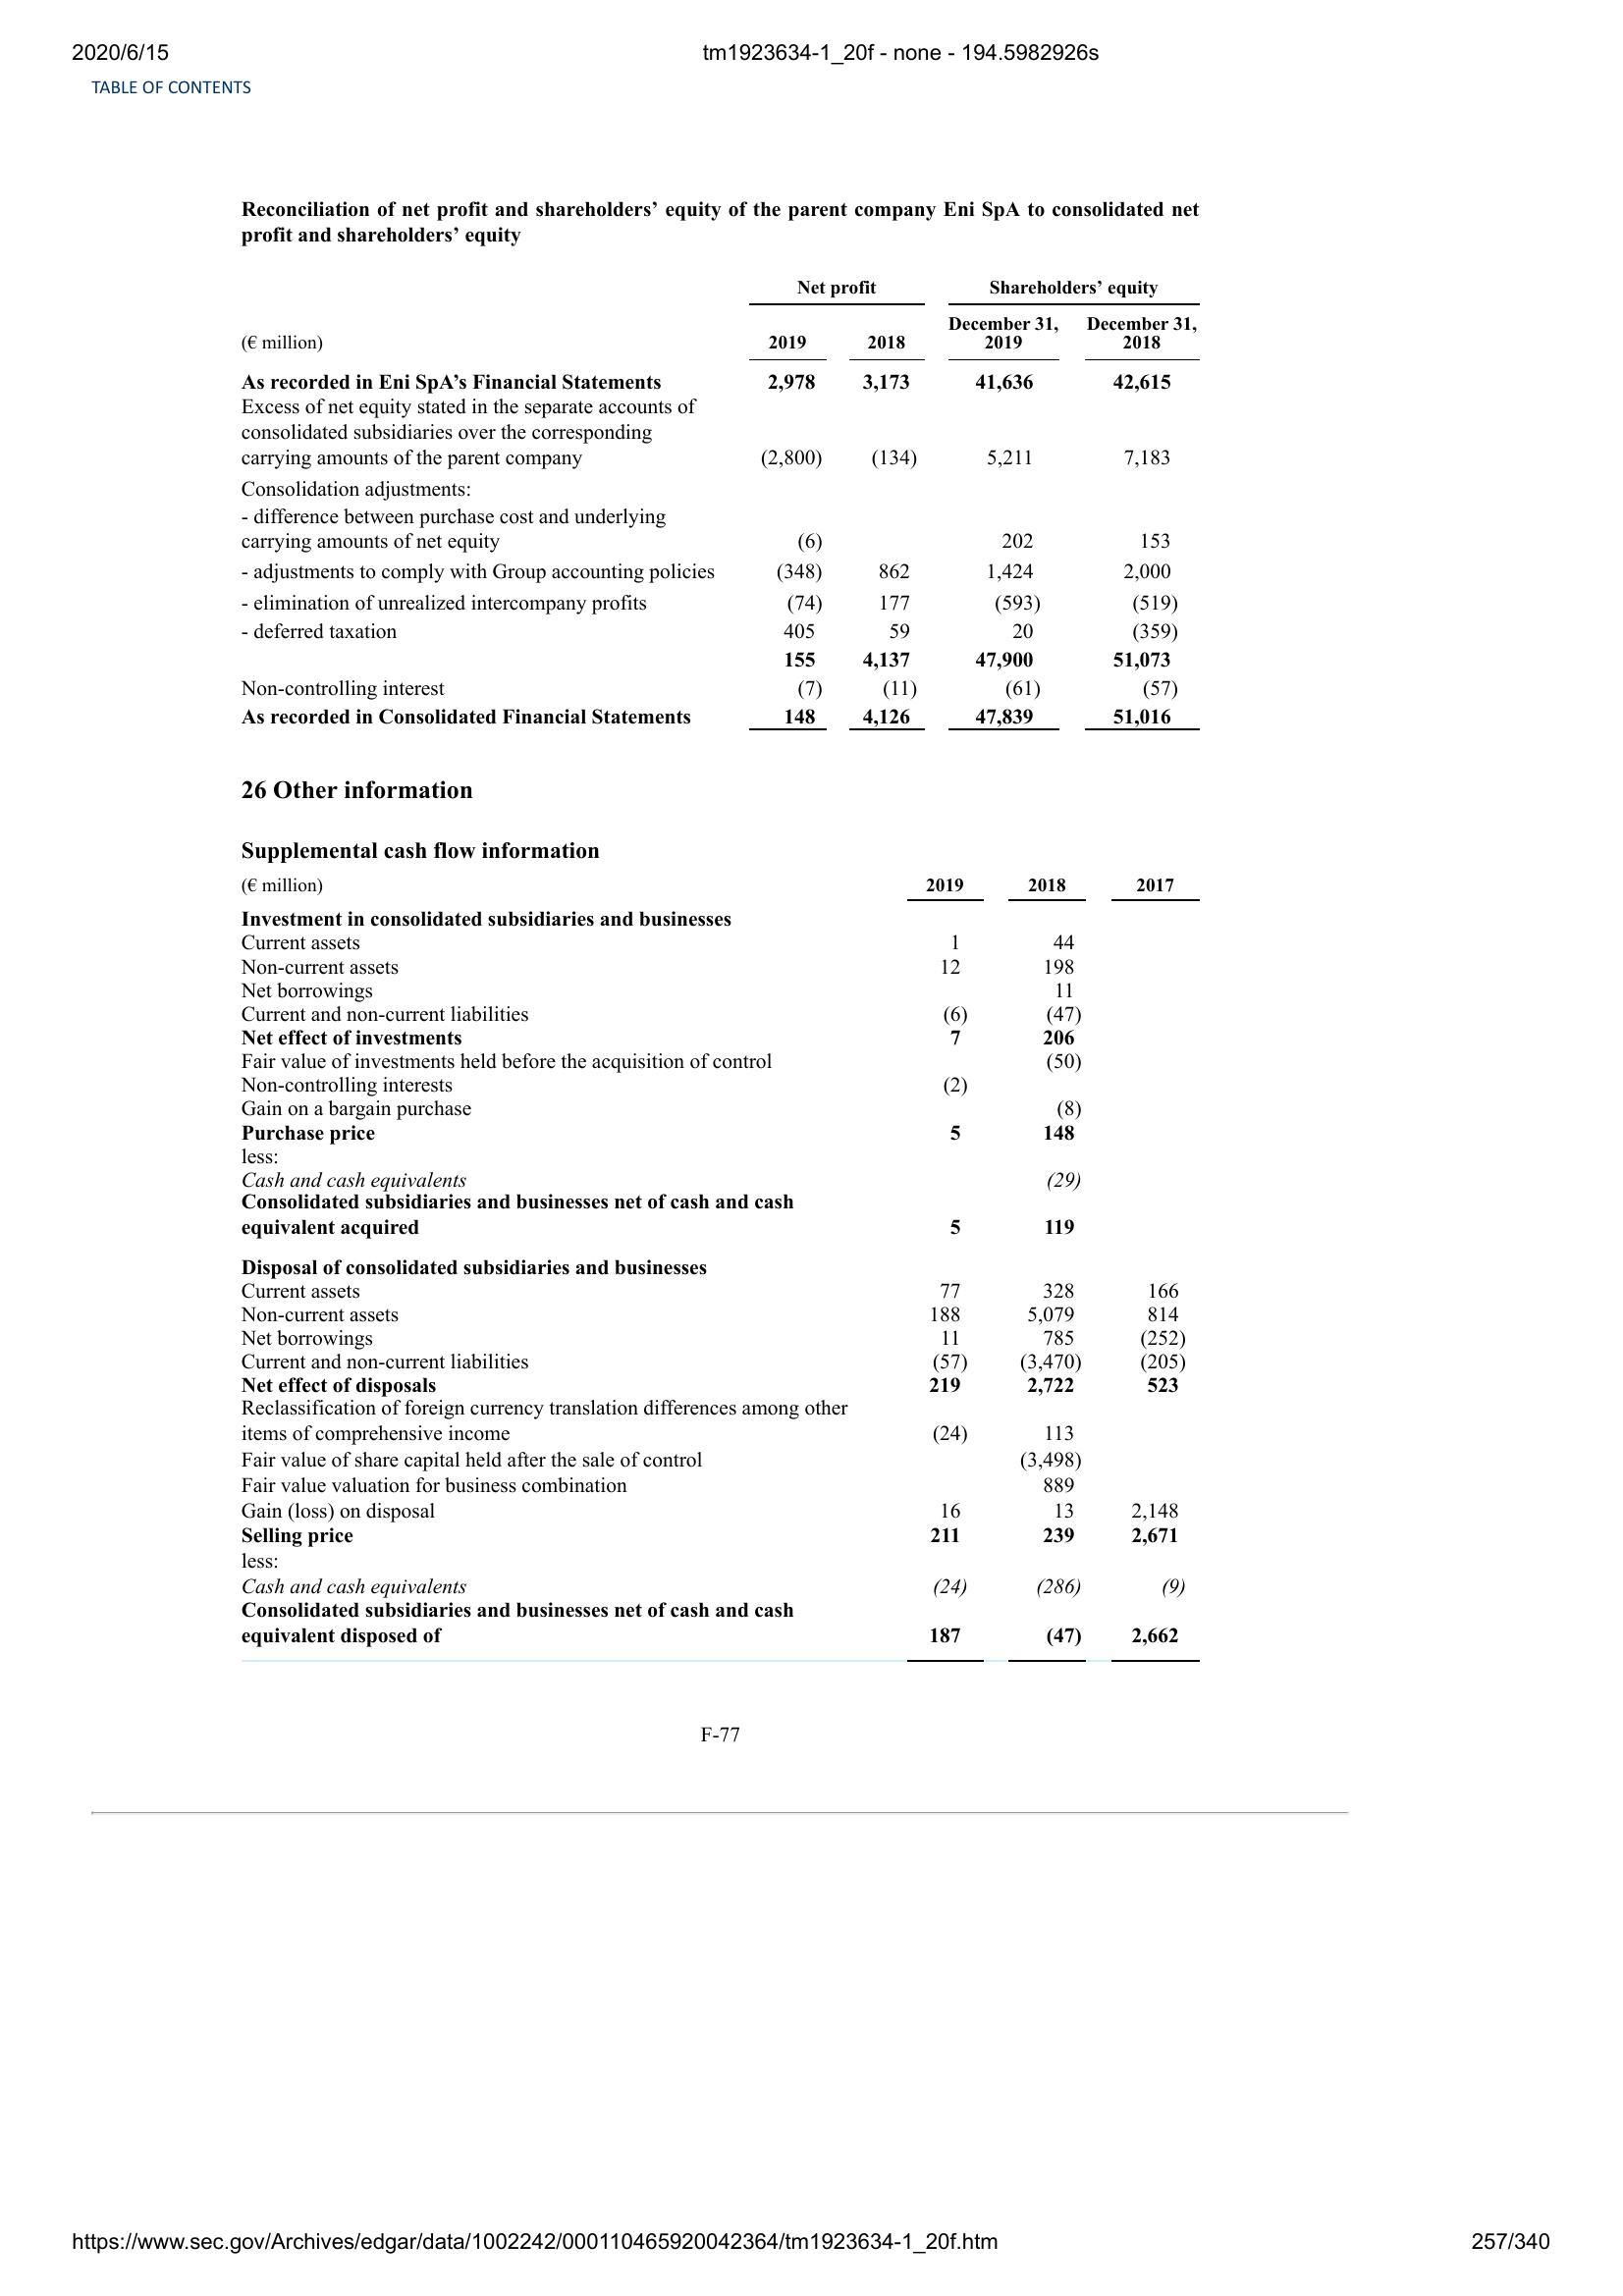 2020/6/15 tm1923634-1_20f - none - 194.5982926s
TABLE OF CONTENTS
Reconciliation of net profit and shareholders’ equity of the parent company Eni SpA to consolidated net
profit and shareholders’ equity
Net profit Shareholders’ equity
(€ million) 2019 2018 December 31, 2019 December 31, 2018
As recorded in Eni SpA’s Financial Statements 2,978 3,173 41,636 42,615
Excess of net equity stated in the separate accounts of
consolidated subsidiaries over the corresponding
carrying amounts of the parent company (2,800) (134) 5,211 7,183
Consolidation adjustments:
- difference between purchase cost and underlying
carrying amounts of net equity (6) 202 153
- adjustments to comply with Group accounting policies (348) 862 1,424 2,000
- elimination of unrealized intercompany profits (74) 177 (593) (519)
- deferred taxation 405 59 20 (359)
155 4,137 47,900 51,073
Non-controlling interest (7) (11) (61) (57)
As recorded in Consolidated Financial Statements 148 4,126 47,839 51,016
26 Other information
Supplemental cash flow information
(€ million) 2019 2018 2017
Investment in consolidated subsidiaries and businesses
Current assets 1 44
Non-current assets 12 198
Net borrowings 11
Current and non-current liabilities (6) (47)
Net effect of investments 7 206
Fair value of investments held before the acquisition of control (50)
Non-controlling interests (2)
Gain on a bargain purchase (8)
Purchase price 5 148
less:
Cash and cash equivalents (29)
Consolidated subsidiaries and businesses net of cash and cash
equivalent acquired 5 119
Disposal of consolidated subsidiaries and businesses
Current assets 77 328 166
Non-current assets 188 5,079 814
Net borrowings 11 785 (252)
Current and non-current liabilities (57) (3,470) (205)
Net effect of disposals 219 2,722 523
Reclassification of foreign currency translation differences among other
items of comprehensive income (24) 113
Fair value of share capital held after the sale of control (3,498)
Fair value valuation for business combination 889
Gain (loss) on disposal 16 13 2,148
Selling price 211 239 2,671
less:
Cash and cash equivalents (24) (286) (9)
Consolidated subsidiaries and businesses net of cash and cash
equivalent disposed of 187 (47) 2,662
F-77
https://www.sec.gov/Archives/edgar/data/1002242/000110465920042364/tm1923634-1_20f.htm 257/340